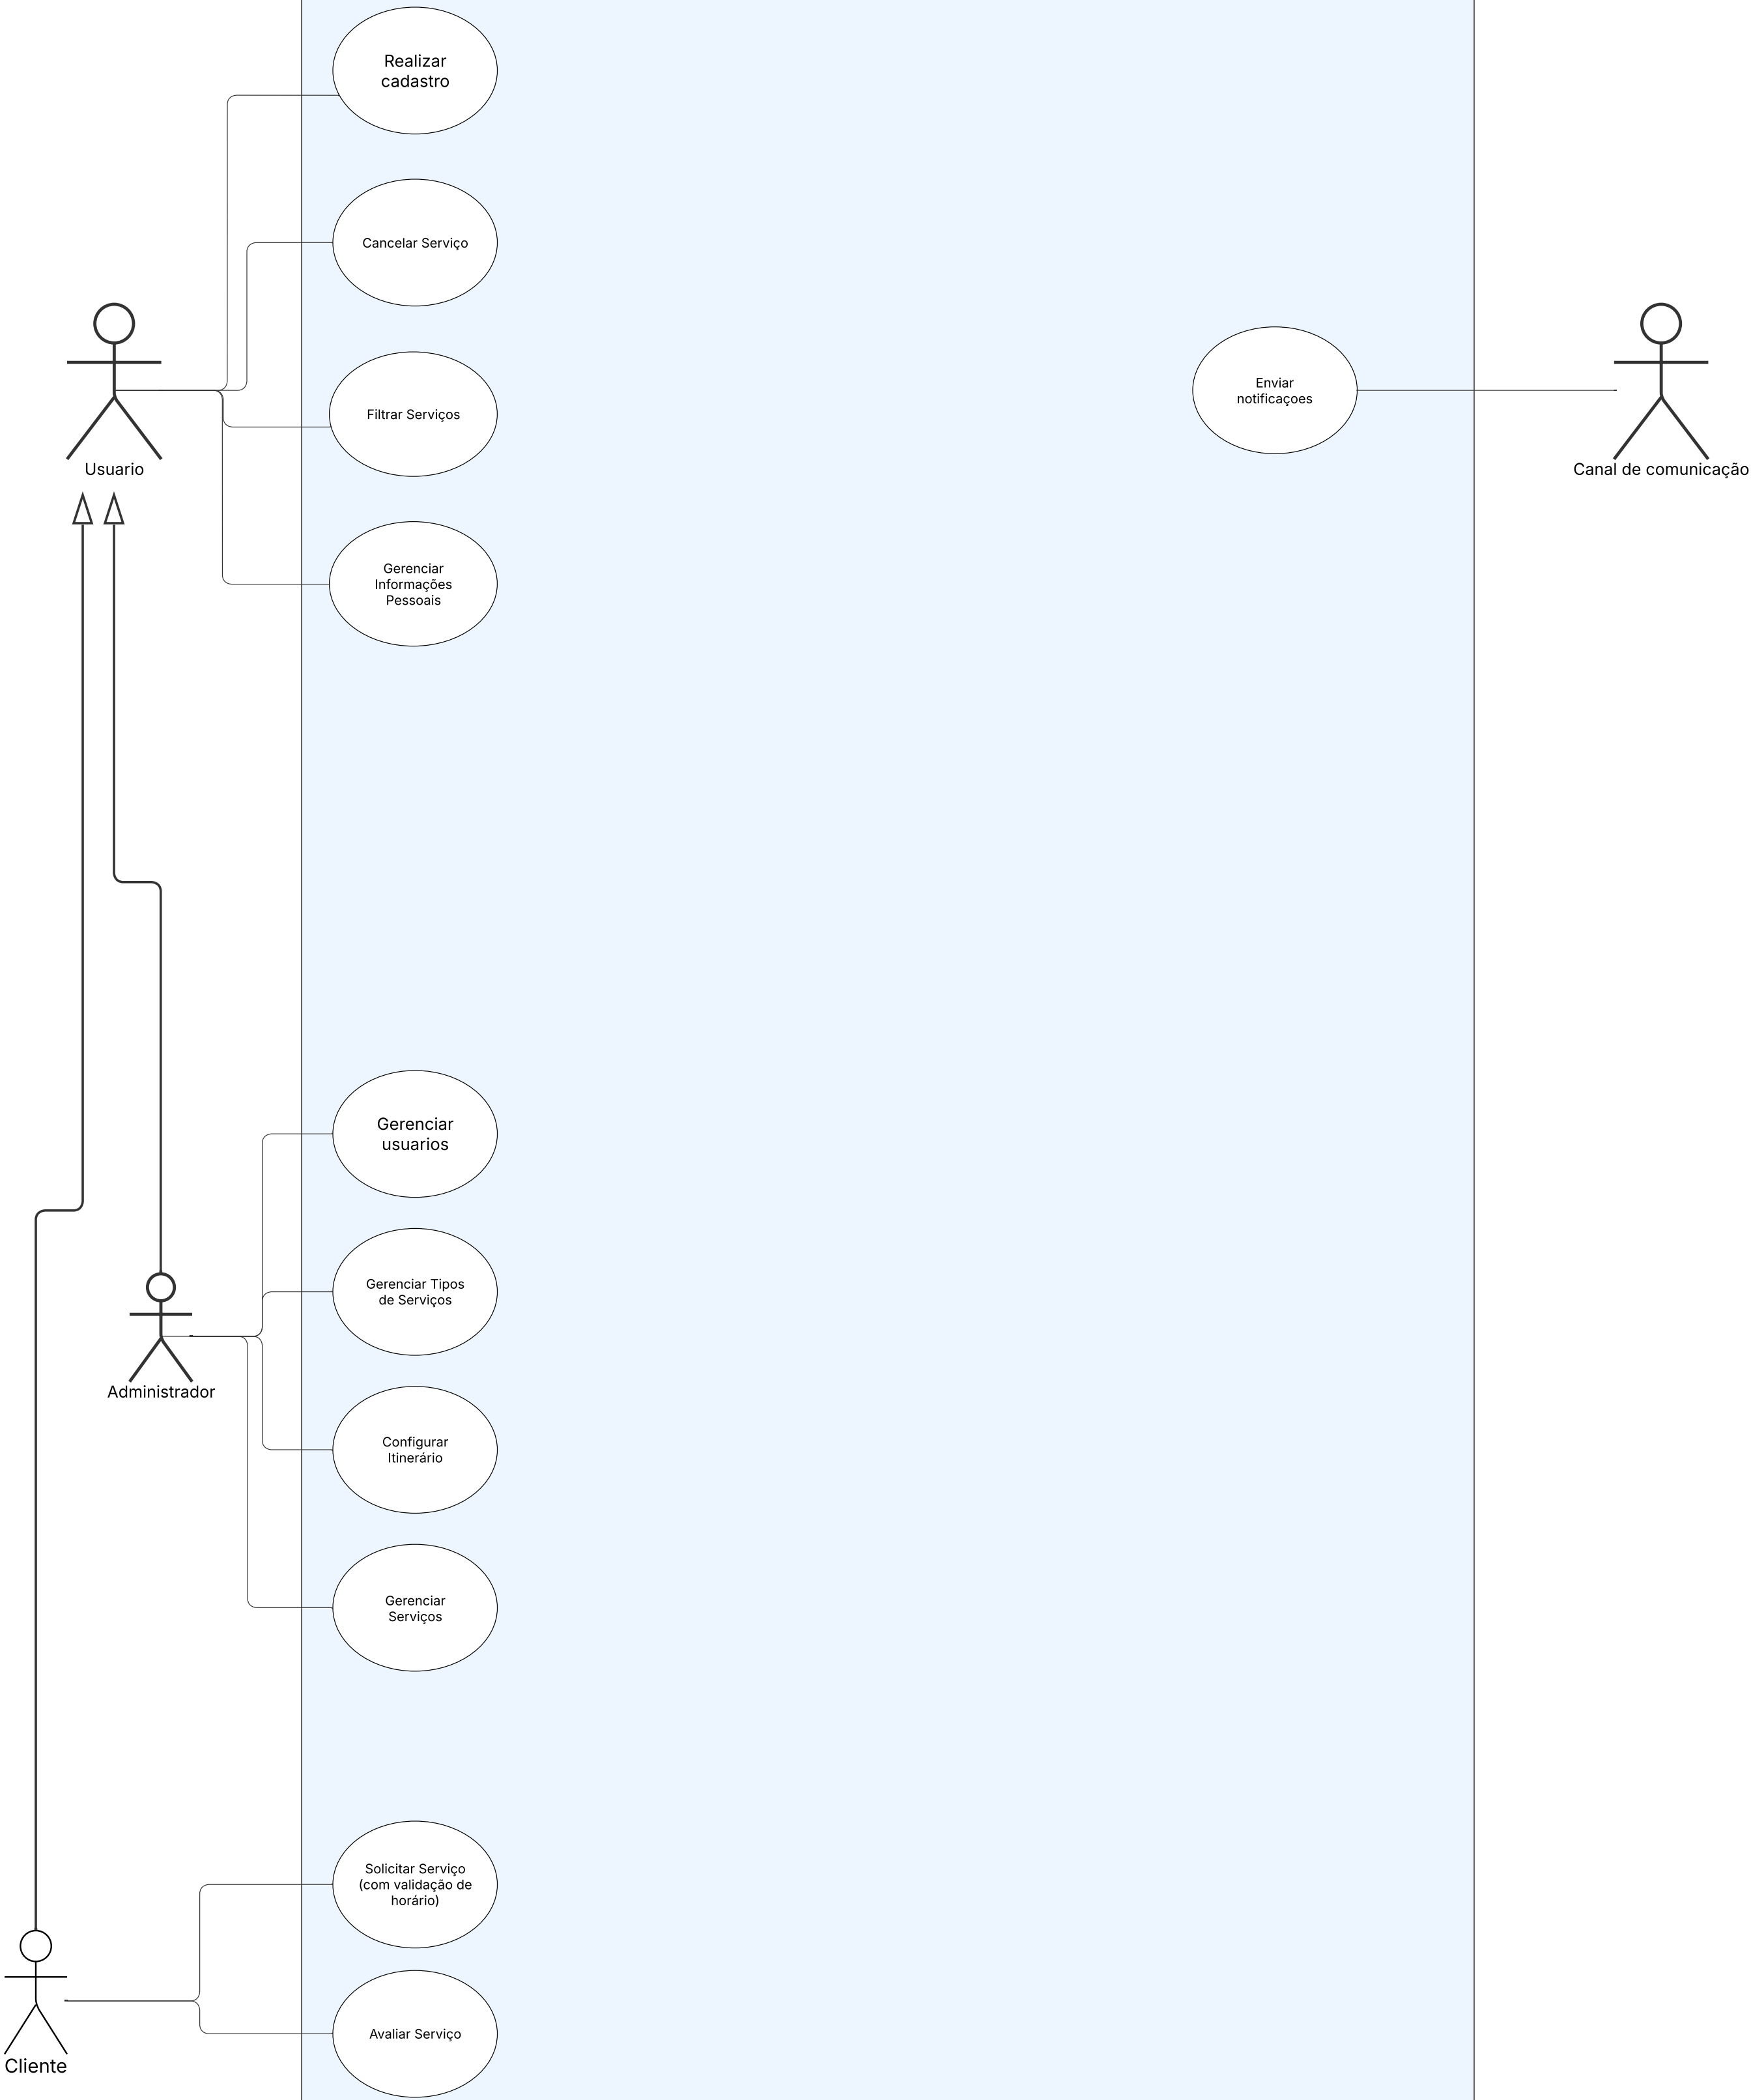 Realizar
cadastro
Cancelar Serviço
Filtrar Serviços
Enviar
notificaçoes
Usuario
Canal de comunicação
Gerenciar
Informações
Pessoais
Gerenciar
usuarios
Gerenciar Tipos
de Serviços
Administrador
Configurar
Itinerário
Gerenciar
Serviços
Solicitar Serviço
(com validação de
horário)
Avaliar Serviço
Cliente